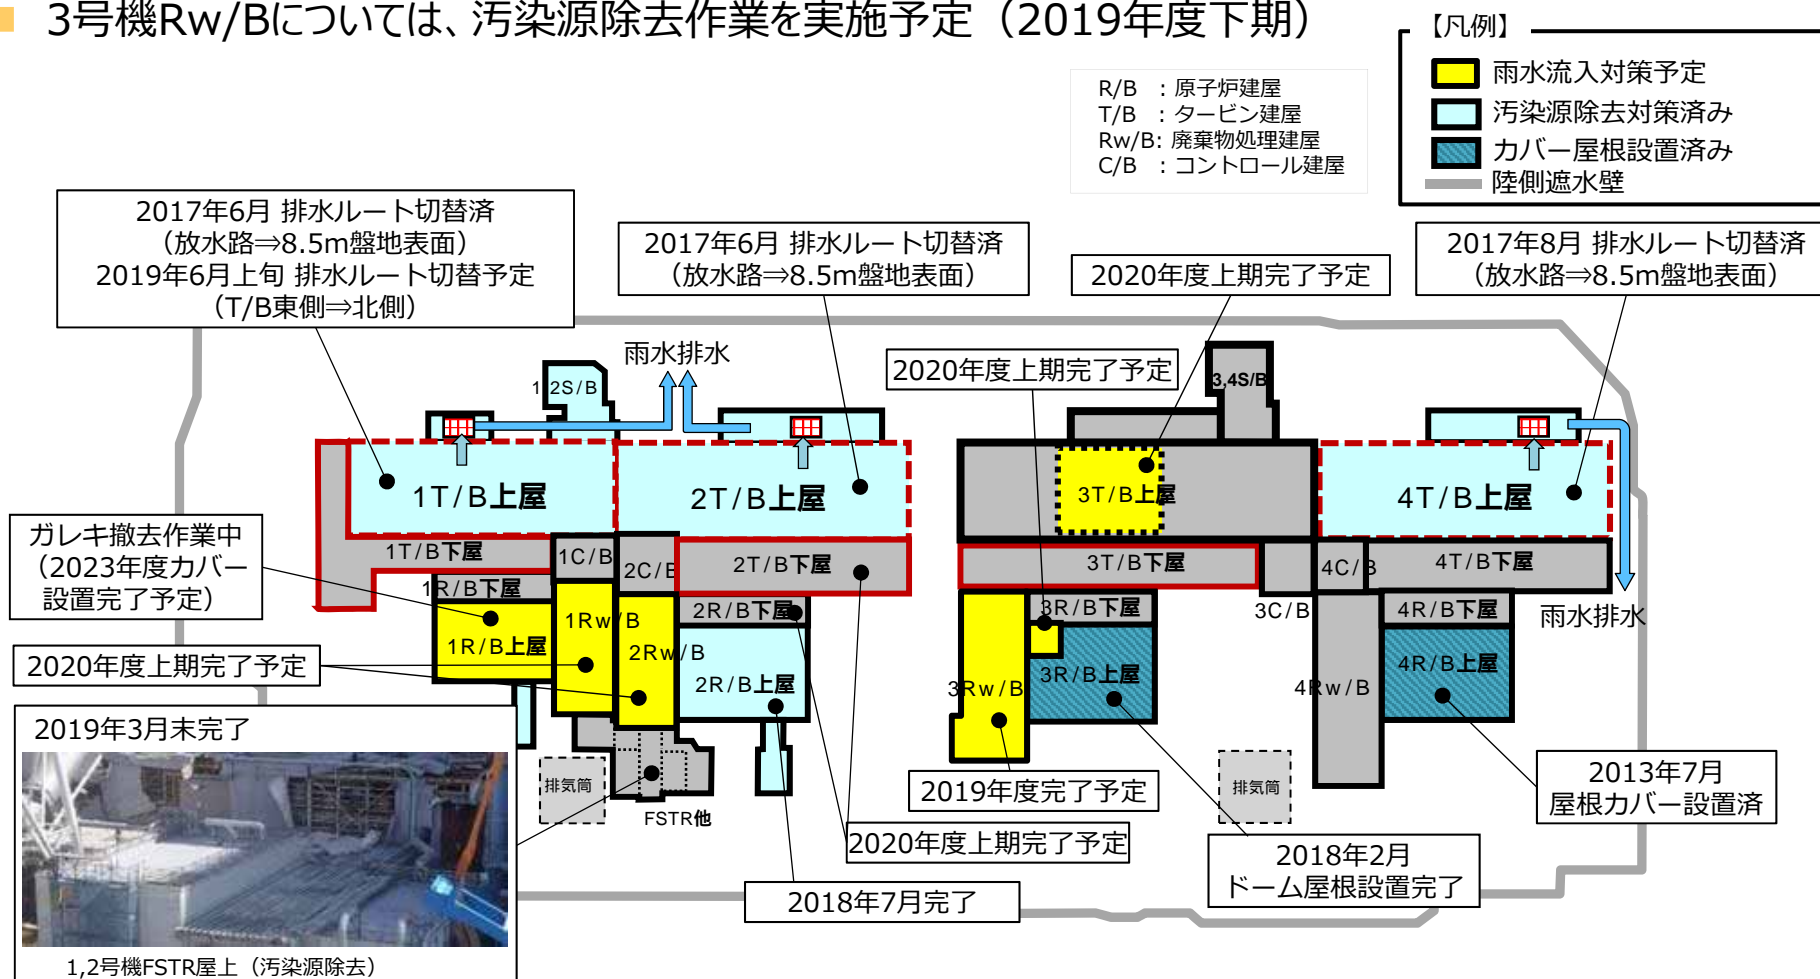 3号機Rw/Bについては、汚染源除去作業を実施予定（2019年度下期）
【凡例】
雨水流入対策予定
汚染源除去対策済み
カバー屋根設置済み
陸側遮水壁
R/B ：原子炉建屋
T/B ：タービン建屋
Rw/B: 廃棄物処理建屋
C/B ：コントロール建屋
2017年6月 排水ルート切替済
（放水路⇒8.5m盤地表面）
2019年6月上旬 排水ルート切替予定
（T/B東側⇒北側）
2017年6月 排水ルート切替済
（放水路⇒8.5m盤地表面）
2020年度上期完了予定
2017年8月 排水ルート切替済
（放水路⇒8.5m盤地表面）
雨水排水
2020年度上期完了予定
1,2S/B
3,4S/B
1T/B上屋
2T/B上屋
3T/B上屋
4T/B上屋
ガレキ撤去作業中
（2023年度カバー
設置完了予定）
1T/B下屋
1C/B
2C/B
2T/B下屋
3T/B下屋
3C/B
4C/B
4T/B下屋
1R/B下屋
2R/B下屋
3R/B下屋
4R/B下屋
雨水排水
1R/B上屋
1Rw/B
2Rw/B
2R/B上屋
3Rw/B
3R/B上屋
4Rw/B
4R/B上屋
2020年度上期完了予定
2019年3月末完了
排気筒
FSTR他
2019年度完了予定
排気筒
2013年7月
屋根カバー設置済
2020年度上期完了予定
2018年2月
ドーム屋根設置完了
2018年7月完了
1,2号機FSTR屋上（汚染源除去）